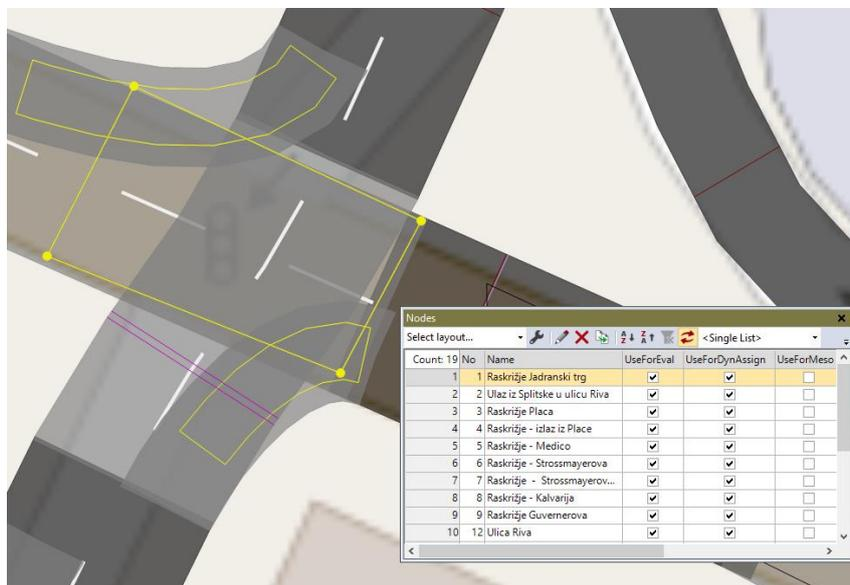 Nodes
Select layout... <Single List>
Count: 19 No Name UseForEval UseForDynAssign UseForMeso
1 1 Raskrižje Jadranski trg
2 2 Ulaz iz Splitske u ulicu Riva
3 3 Raskrižje Placa
4 4 Raskrižje - izlaz iz Place
5 5 Raskrižje - Medico
6 6 Raskrižje - Strossmayerova
7 7 Raskrižje - Strossmayerov...
8 8 Raskrižje - Kalvarija
9 9 Raskrižje Guvernerova
10 12 Ulica Riva